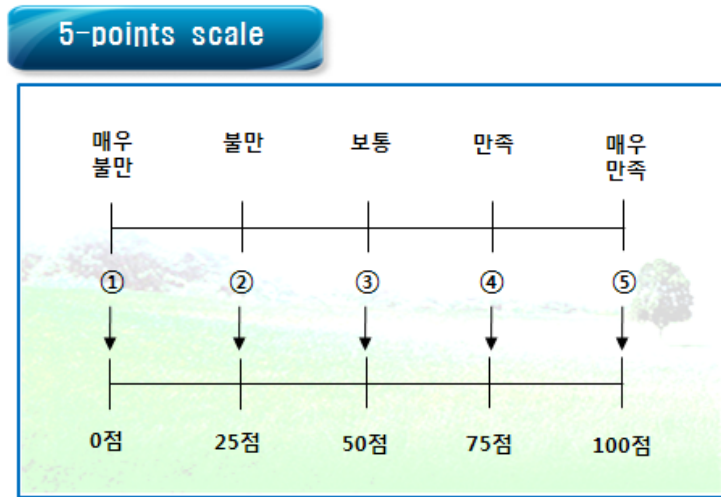 5-points scale
매우
불만
불만
보통
만족
매우
만족
① ② ③ ④ ⑤
0점 25점 50점 75점 100점